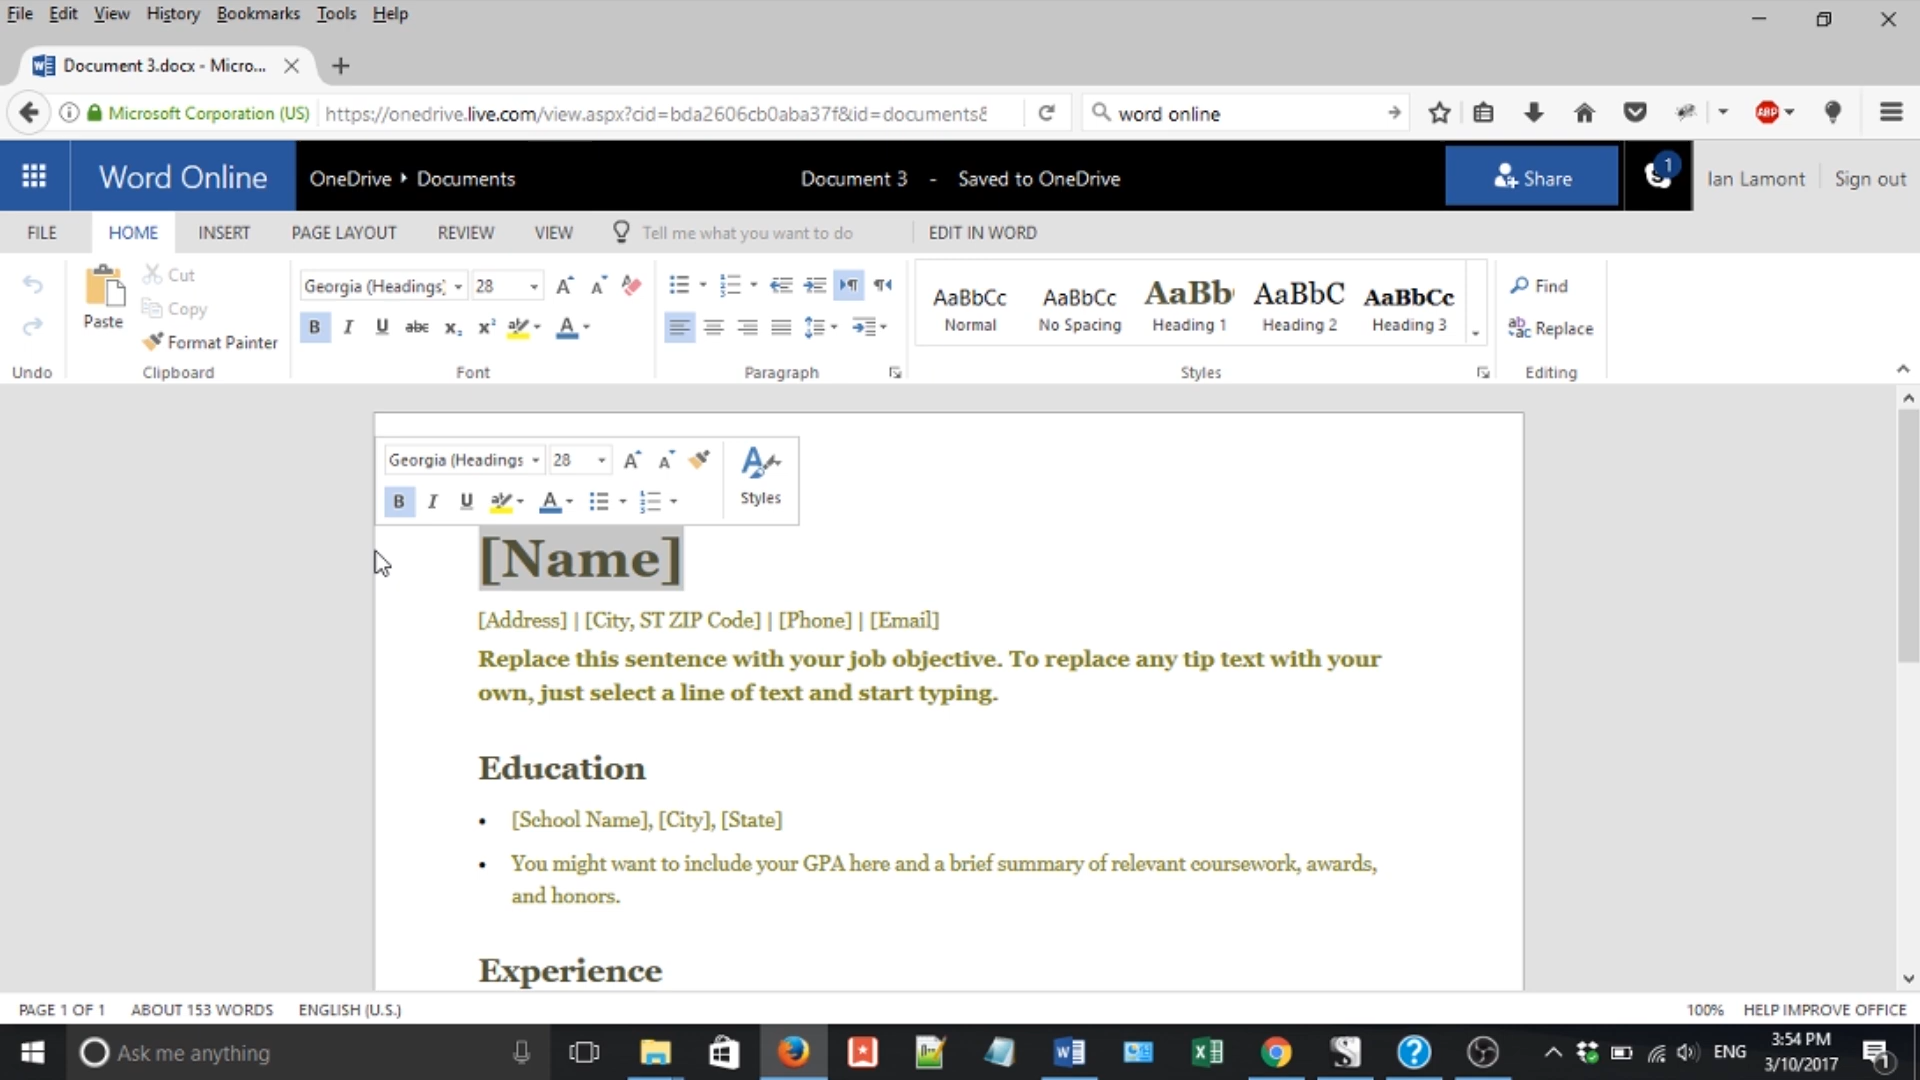 File Edit View History Bookmarks Tools Help
Document 3.docx - Micro...
Microsoft Corporation (US) https://onedrive.live.com/view.aspx?cid=bda2606cb0aba37f&id=documents8 word online
Word Online OneDrive Documents Document 3 - Saved to OneDrive Share 1 Ian Lamont Sign out
FILE HOME INSERT PAGE LAYOUT REVIEW VIEW Tell me what you want to do EDIT IN WORD
Cut
Georgia (Headings) 28
AaBbCc AaBbCc AaBb AaBbC AaBbCc
Find
Copy
Paste
Normal No Spacing Heading 1 Heading 2 Heading 3
Replace
Format Painter
B I U abc
Undo Clipboard Font Paragraph Styles Editing
Georgia (Headings 28
B I U
Styles
[Name]
[Address] | [City, ST ZIP Code] | [Phone] | [Email]
Replace this sentence with your job objective. To replace any tip text with your
own, just select a line of text and start typing.
Education
• [School Name], [City], [State]
• You might want to include your GPA here and a brief summary of relevant coursework, awards,
and honors.
Experience
PAGE 1 OF 1 ABOUT 153 WORDS ENGLISH (U.S.) 100% HELP IMPROVE OFFICE
Ask me anything ENG 3:54 PM
3/10/2017